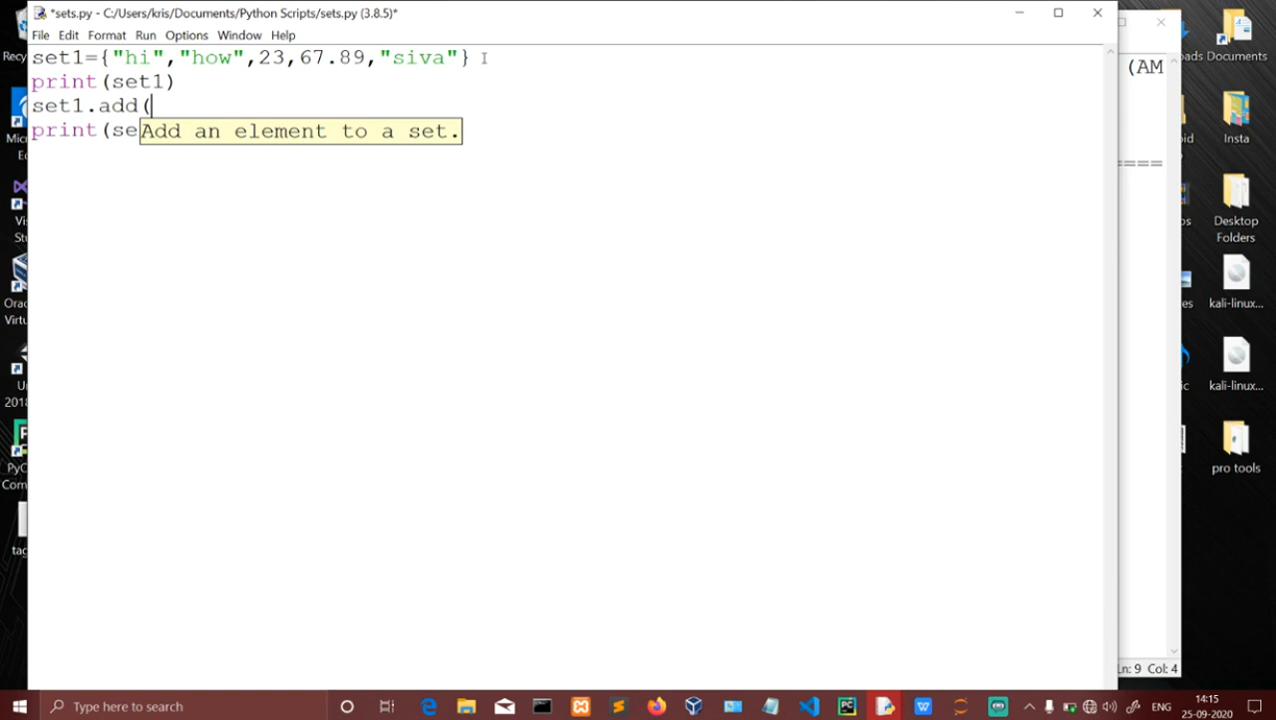 *sets.py - C:/Users/kris/Documents/Python Scripts/sets.py (3.8.5)*
File Edit Format Run Options Window Help
set1={"hi","how",23,67.89,"siva"}
print(set1)
set1.add(
print(se
Add an element to a set.
(AM
====
Ln: 9 Col: 4
Documents
Insta
Desktop
Folders
kali-linux...
kali-linux...
pro tools
Type here to search
ENG
14:15
25-09-2020